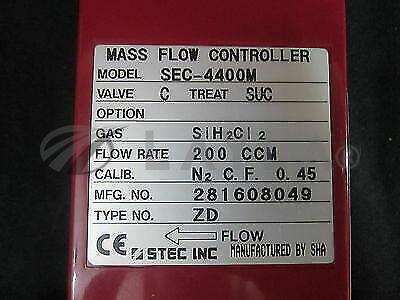 MASS FLOW CONTROLLER
MODEL SEC-4400M
VALVE C TREAT SUC
OPTION
GAS SiH₂Cl₂
FLOW RATE 200 CCM
CALIB. N₂ C.F. 0.45
MFG. NO. 281608049
TYPE NO. ZD
CE STEC INC FLOW MANUFACTURED BY SHA